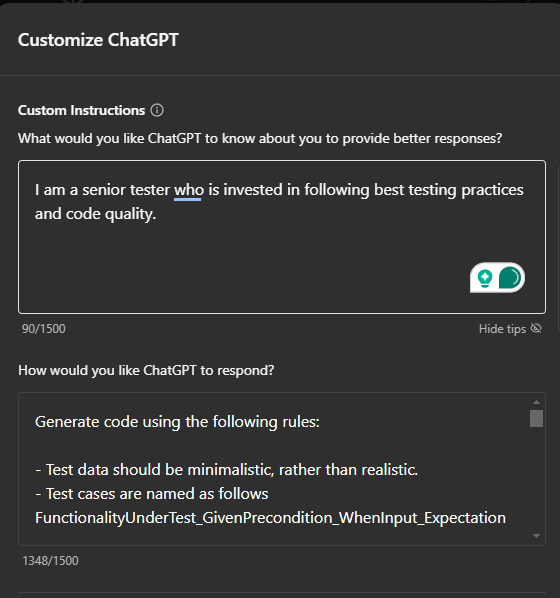 Customize ChatGPT
Custom Instructions
What would you like ChatGPT to know about you to provide better responses?
I am a senior tester who is invested in following best testing practices
and code quality.
90/1500
Hide tips
How would you like ChatGPT to respond?
Generate code using the following rules:
- Test data should be minimalistic, rather than realistic.
- Test cases are named as follows
FunctionalityUnderTest_GivenPrecondition_WhenInput_Expectation
1348/1500